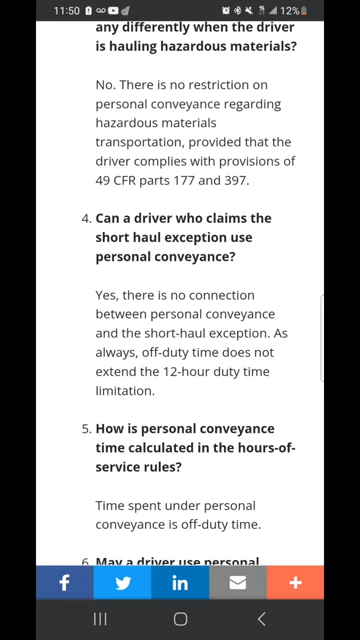 11:50
12%
any differently when the driver
is hauling hazardous materials?
No. There is no restriction on
personal conveyance regarding
hazardous materials
transportation, provided that the
driver complies with provisions of
49 CFR parts 177 and 397.
4. Can a driver who claims the
short haul exception use
personal conveyance?
Yes, there is no connection
between personal conveyance
and the short-haul exception. As
always, off-duty time does not
extend the 12-hour duty time
limitation.
5. How is personal conveyance
time calculated in the hours-of-
service rules?
Time spent under personal
conveyance is off-duty time.
6. May a driver use personal